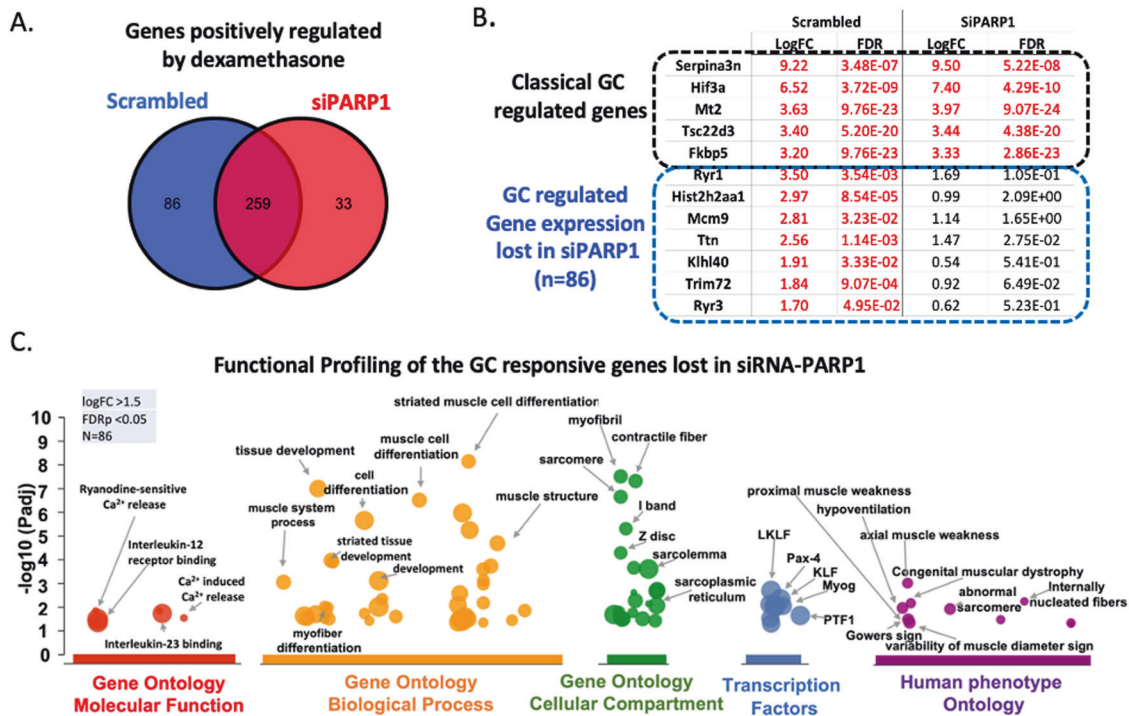 A.
Genes positively regulated
by dexamethasone
Scrambled
siPARP1
86
259
33
B.
Scrambled SiPARP1
LogFC FDR LogFC FDR
Classical GC
regulated genes
Serpina3n 9.22 3.48E-07 9.50 5.22E-08
Hif3a 6.52 3.72E-09 7.40 4.29E-10
Mt2 3.63 9.76E-23 3.97 9.07E-24
Tsc22d3 3.40 5.20E-20 3.44 4.38E-20
Fkbp5 3.20 9.76E-23 3.33 2.86E-23
GC regulated
Gene expression
lost in siPARP1
(n=86)
Ryr1 3.50 3.54E-03 1.69 1.05E-01
Hist2h2aa1 2.97 8.54E-05 0.99 2.09E+00
Mcm9 2.81 3.23E-02 1.14 1.65E+00
Ttn 2.56 1.14E-03 1.47 2.75E-02
Klhl40 1.91 3.33E-02 0.54 5.41E-01
Trim72 1.84 9.07E-04 0.92 6.49E-02
Ryr3 1.70 4.95E-02 0.62 5.23E-01
C.
Functional Profiling of the GC responsive genes lost in siRNA-PARP1
logFC >1.5
FDRp <0.05
N=86
-log10 (Padj)
10
9
8
7
6
5
4
3
2
1
0
Ryanodine-sensitive
Ca²⁺ release
Interleukin-12
receptor binding
Ca²⁺ induced
Ca²⁺ release
Interleukin-23 binding
tissue development
muscle system
process
cell
differentiation
striated tissue
development
muscle cell
differentiation
striated muscle cell differentiation
muscle structure
development
myofiber
differentiation
myofibril
contractile fiber
sarcomere
I band
Z disc
sarcolemma
sarcoplasmic
reticulum
LKLF
Pax-4
KLF
Myog
PTF1
proximal muscle weakness
hypoventilation
axial muscle weakness
Congenital muscular dystrophy
abnormal
sarcomere
Internally
nucleated fibers
Gowers sign
variability of muscle diameter sign
Gene Ontology
Molecular Function
Gene Ontology
Biological Process
Gene Ontology
Cellular Compartment
Transcription
Factors
Human phenotype
Ontology